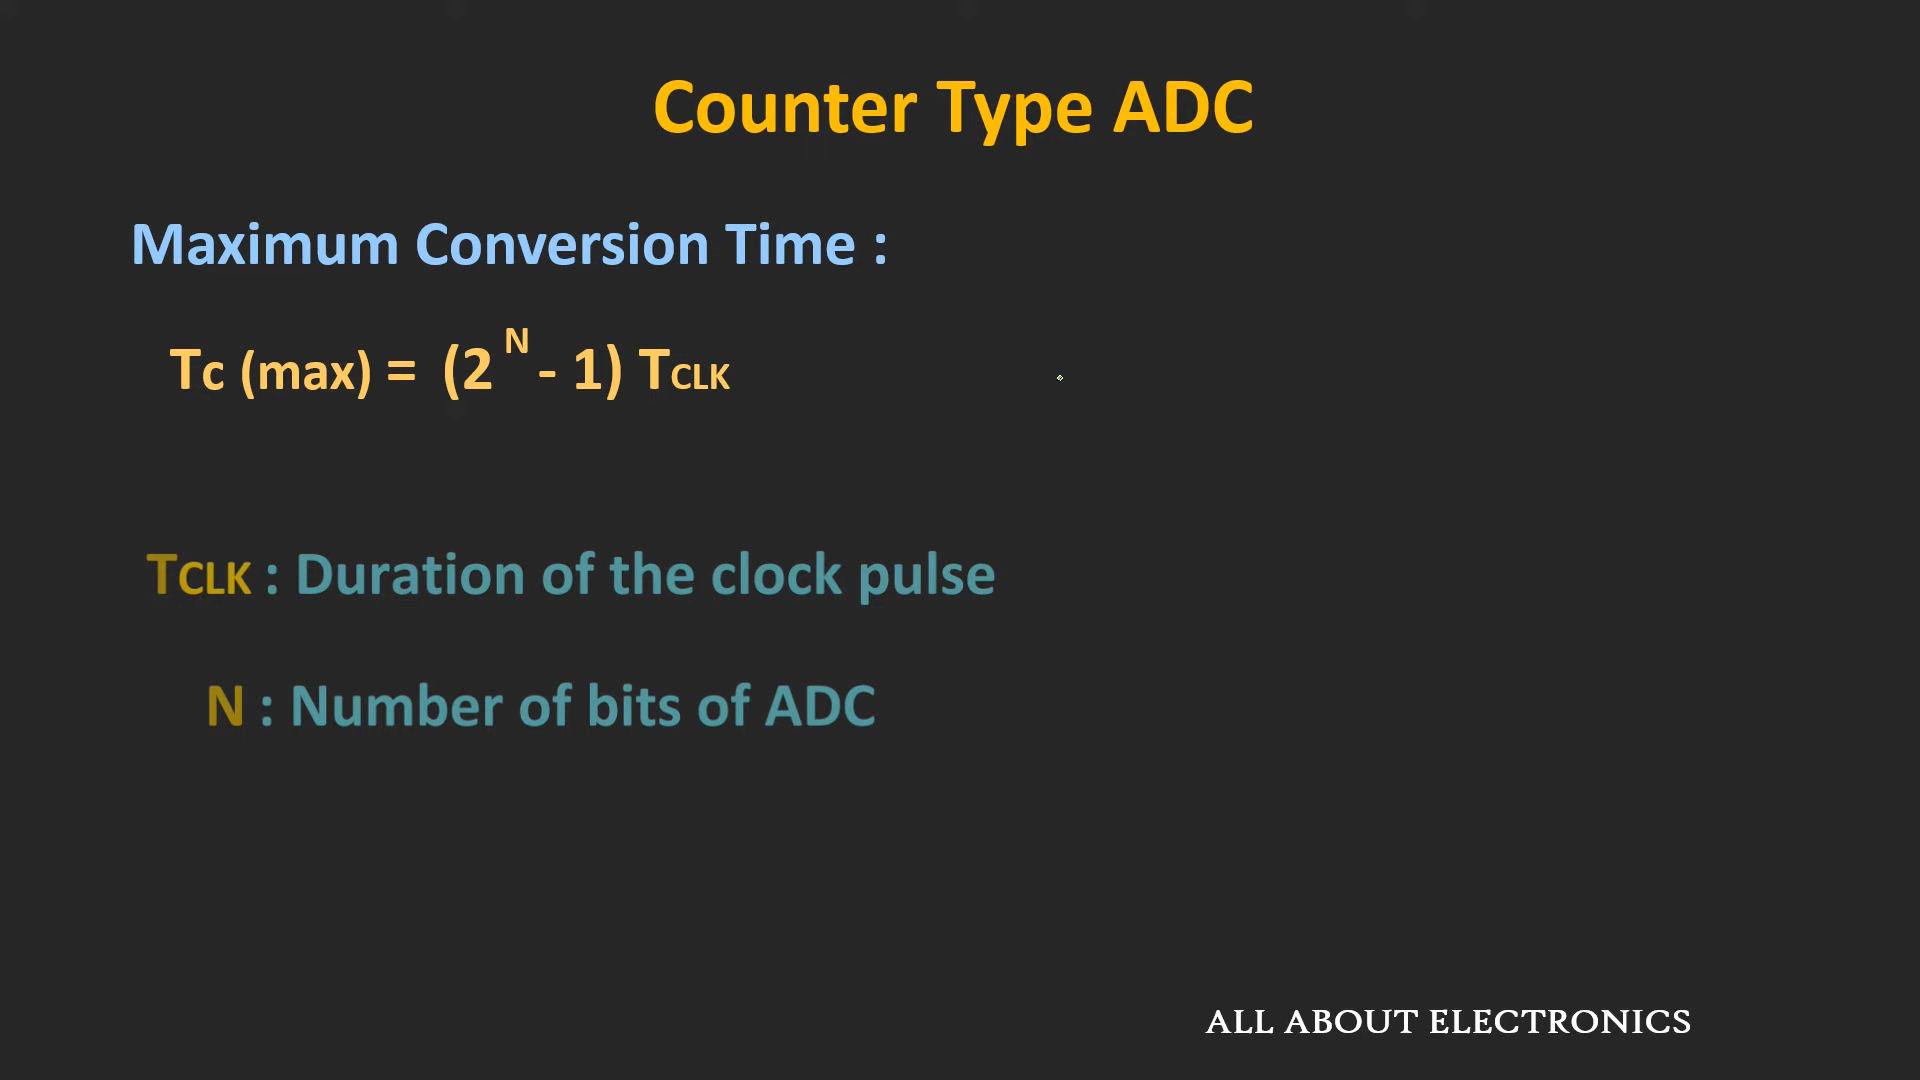 Counter Type ADC
Maximum Conversion Time :
Tc (max) = (2^N - 1) TCLK
TCLK : Duration of the clock pulse
N : Number of bits of ADC
ALL ABOUT ELECTRONICS